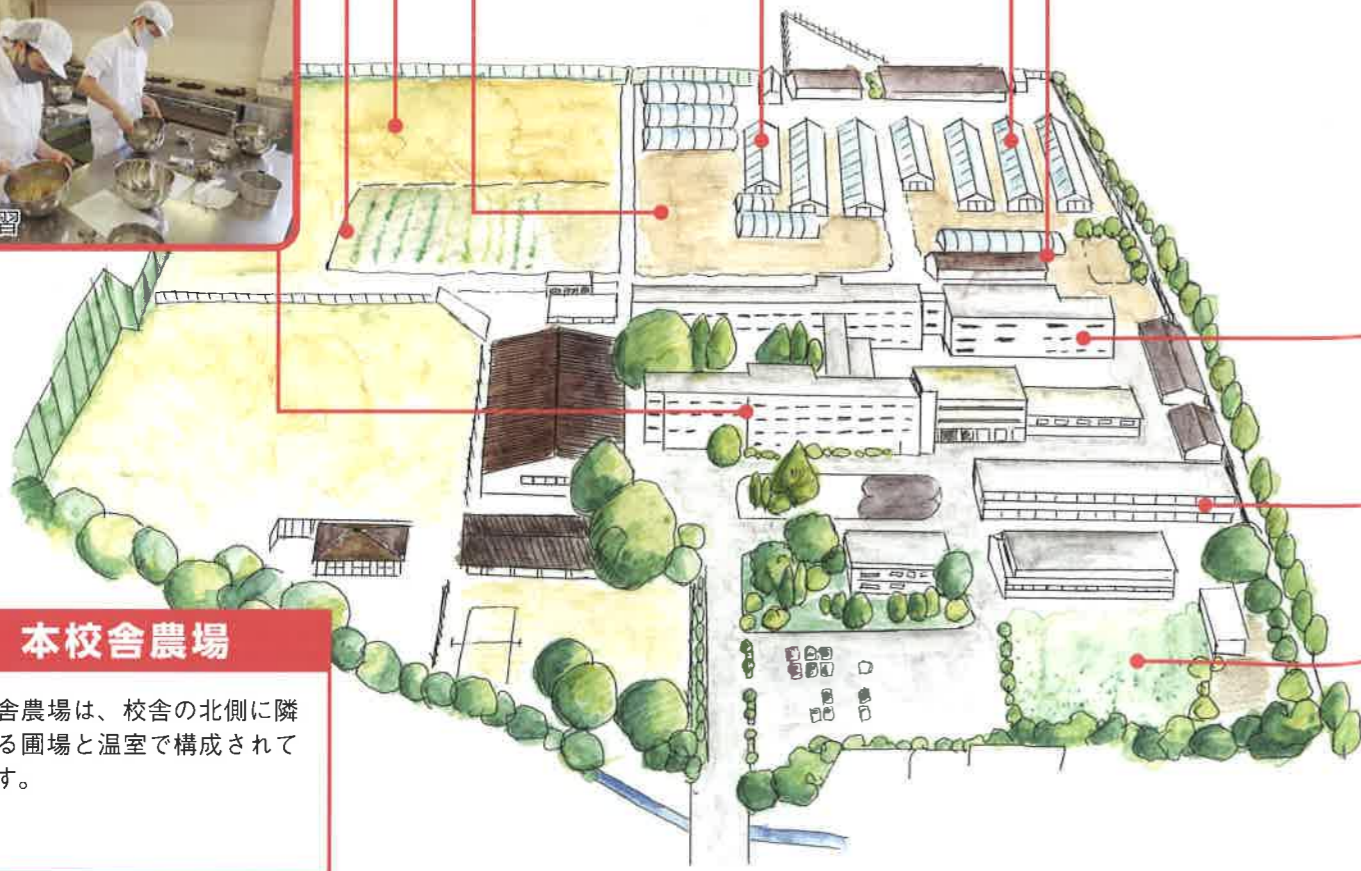 習
本校舎農場
舎農場は、校舎の北側に隣
る圃場と温室で構成されて
す。